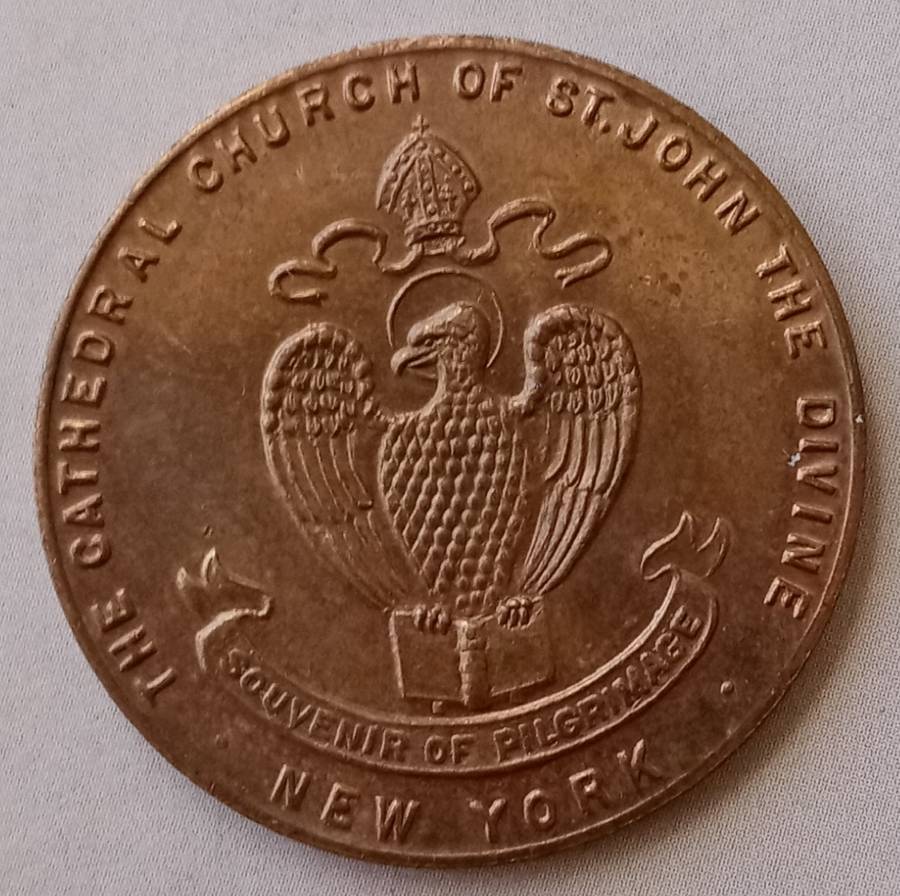 THE CATHEDRAL CHURCH OF ST. JOHN THE DIVINE
SOUVENIR OF PILGRIMAGE
NEW YORK